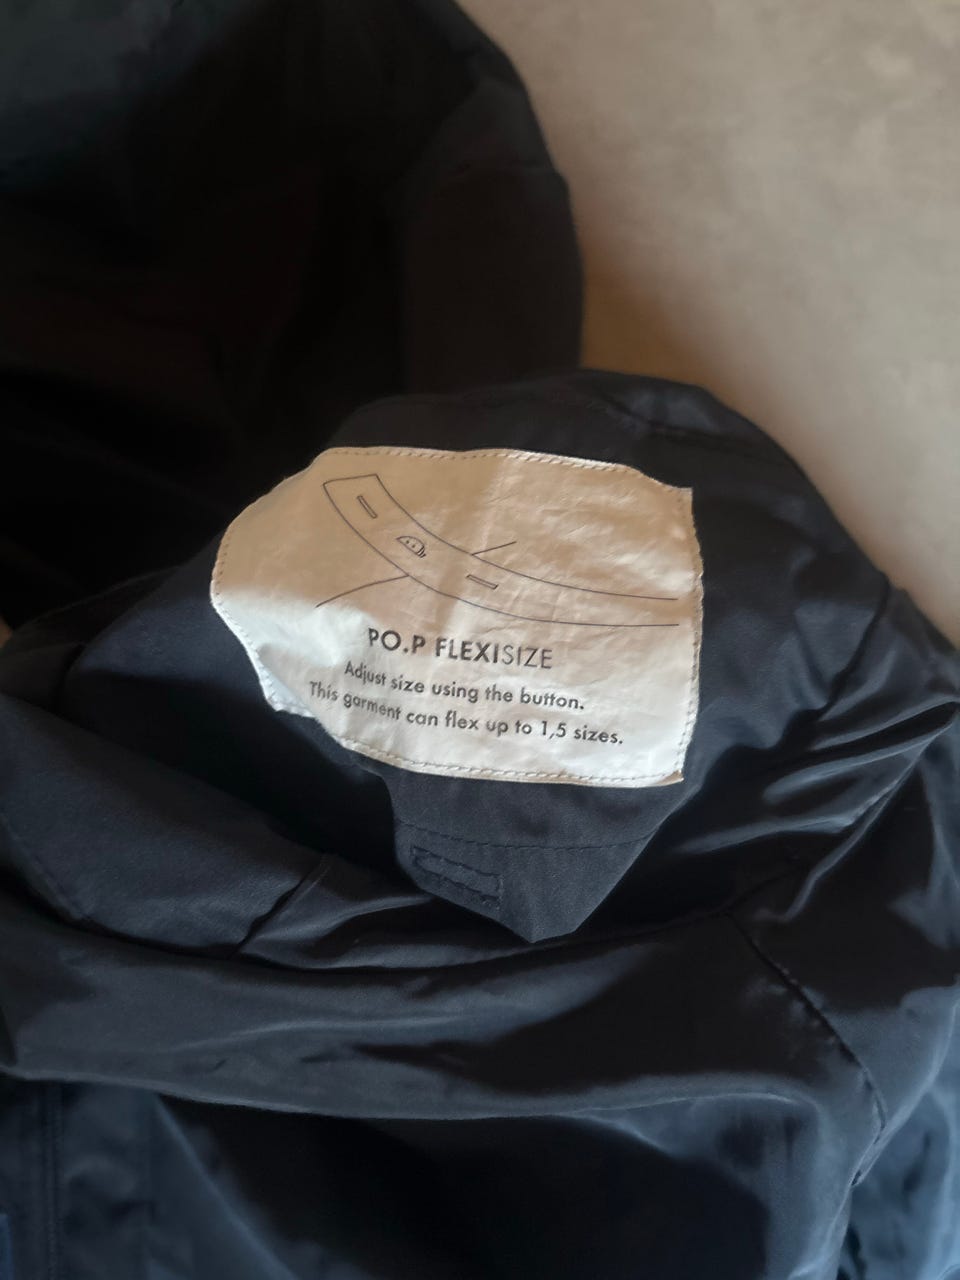 PO.P FLEXISIZE
Adjust size using the button.
This garment can flex up to 1,5 sizes.